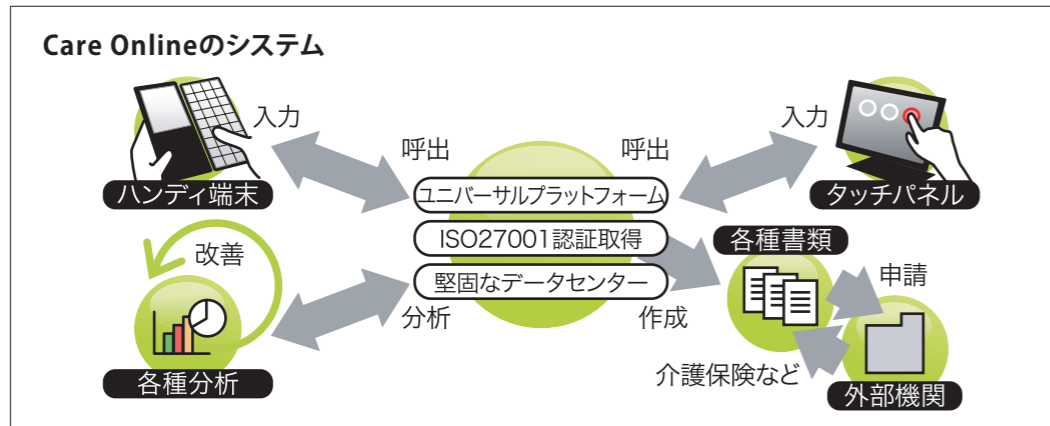 Care Onlineのシステム
入力
入力
呼出
呼出
ハンディ端末
ユニバーサルプラットフォーム
タッチパネル
ISO27001認証取得
各種書類
改善
堅固なデータセンター
申請
分析
作成
介護保険など
各種分析
外部機関